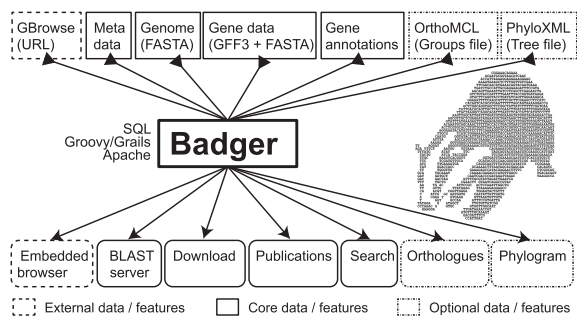 GBrowse
(URL)
Meta
data
Genome
(FASTA)
Gene data
(GFF3 + FASTA)
Gene
annotations
OrthoMCL
(Groups file)
PhyloXML
(Tree file)
SQL
Groovy/Grails
Apache
Badger
Embedded
browser
BLAST
server
Download
Publications
Search
Orthologues
Phylogram
External data / features
Core data / features
Optional data / features